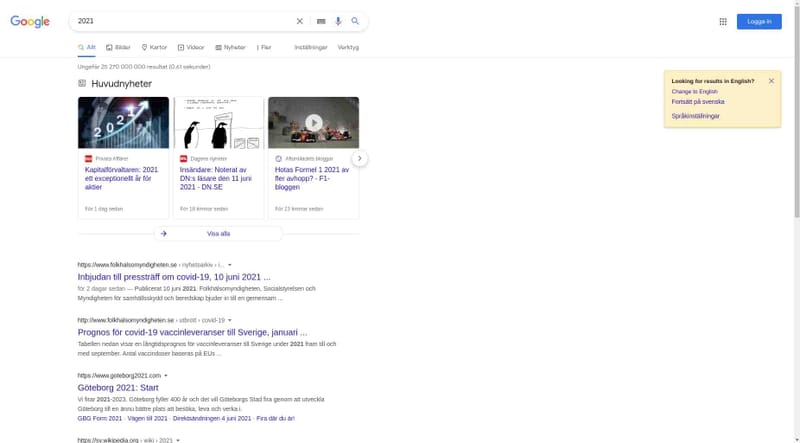 Google
2021
Logga in
Allt
Bilder
Kartor
Videor
Nyheter
Fler
Inställningar
Verktyg
Ungefär 25 270 000 000 resultat (0,61 sekunder)
Huvudnyheter
Looking for results in English?
Change to English
Fortsätt på svenska
Språkinställningar
2021
Privata Affärer
Kapitalförvaltaren: 2021
ett exceptionellt år för
aktier
För 1 dag sedan
Dagens nyheter
Insändare: Noterat av
DN:s läsare den 11 juni
2021 - DN.SE
För 18 timmar sedan
Aftonbladets bloggar
Hotas Formel 1 2021 av
fler avhopp? - F1-
bloggen
För 23 timmar sedan
Visa alla
https://www.folkhalsomyndigheten.se › nyhetsarkiv › i...
Inbjudan till pressträff om covid-19, 10 juni 2021 ...
för 2 dagar sedan — Publicerat 10 juni 2021. Folkhälsomyndigheten, Socialstyrelsen och
Myndigheten för samhällsskydd och beredskap bjuder in till en gemensam ...
http://www.folkhalsomyndigheten.se › utbrott › covid-19
Prognos för covid-19 vaccinleveranser till Sverige, januari ...
Tabellen nedan visar en långtidsprognos för vaccinleveranser till Sverige under 2021 fram till och
med september. Antal vaccindoser baseras på EUs ...
https://www.goteborg2021.com
Göteborg 2021: Start
Vi firar 2021-2023. Göteborg fyller 400 år och det vill Göteborgs Stad fira genom att utveckla
Göteborg till en ännu bättre plats att besöka, leva och verka i.
GBG Form 2021 · Vägen till 2021 · Direktsändningen 4 juni 2021 · Fira där du är!
https://sv.wikipedia.org › wiki › 2021